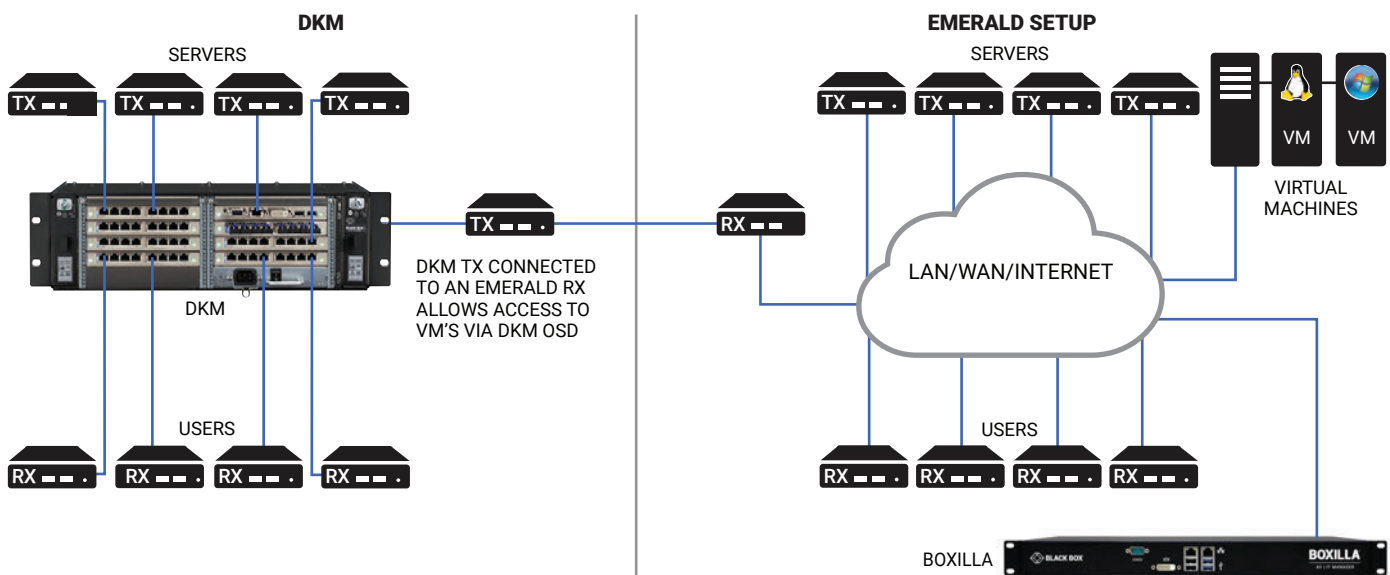 DKM
SERVERS
TX
TX
TX
TX
DKM
TX
DKM TX CONNECTED
TO AN EMERALD RX
ALLOWS ACCESS TO
VM'S VIA DKM OSD
USERS
RX
RX
RX
RX
EMERALD SETUP
SERVERS
TX
TX
TX
TX
VM
VM
VIRTUAL
MACHINES
RX
LAN/WAN/INTERNET
USERS
RX
RX
RX
RX
BOXILLA
BLACK BOX
BOXILLA